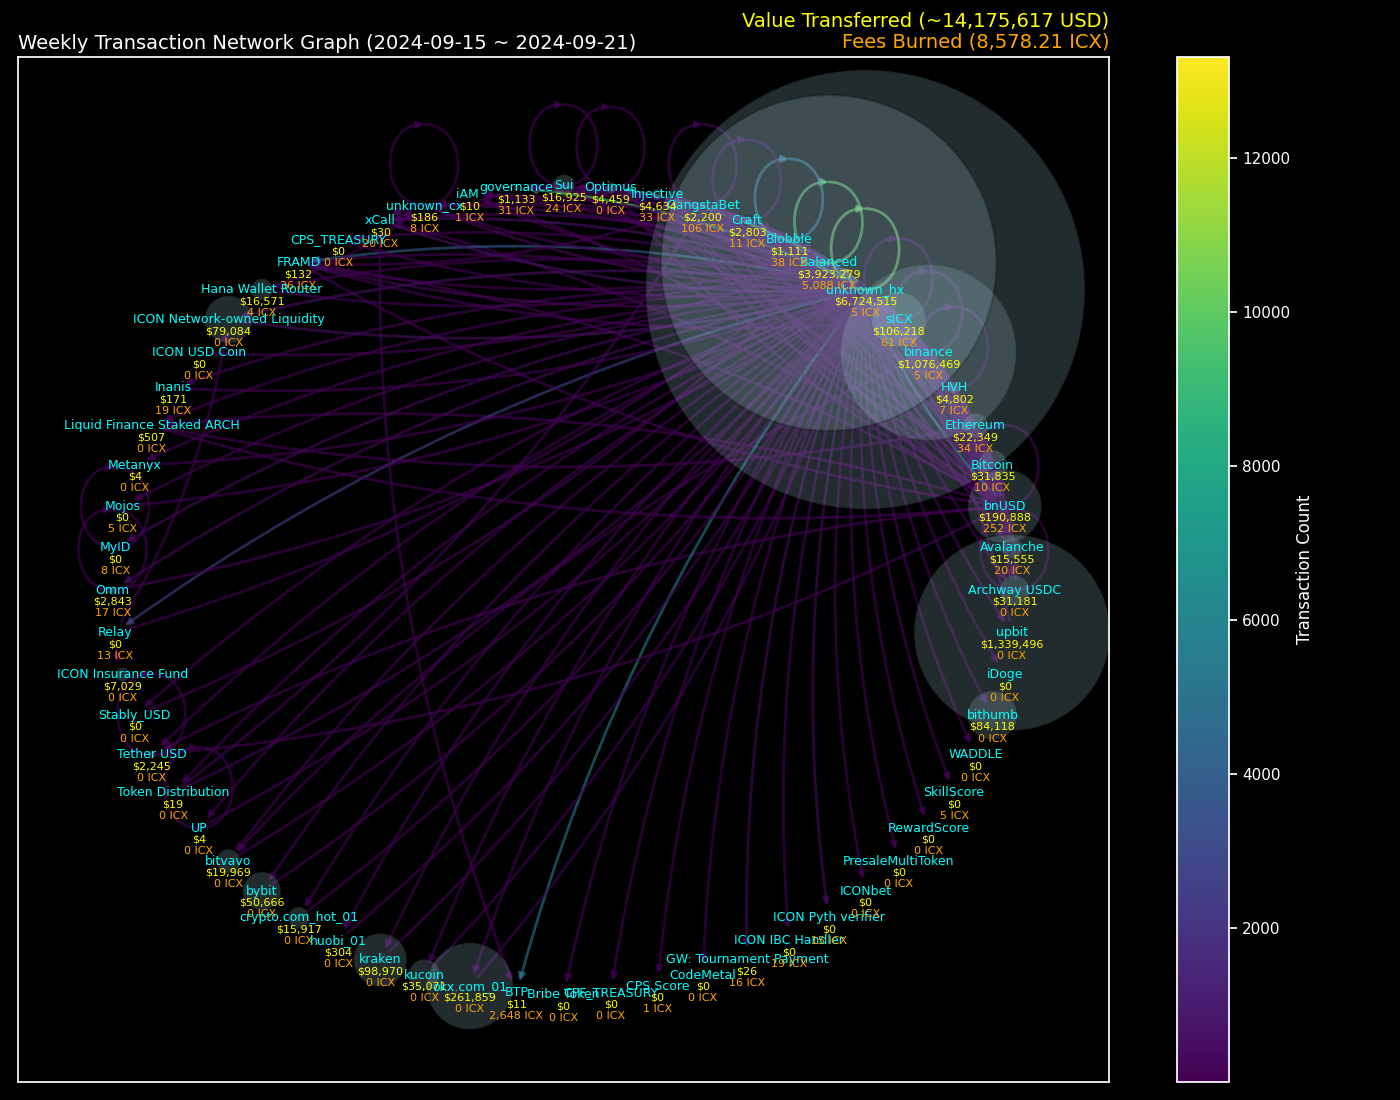 Value Transferred (~14,175,617 USD)
Weekly Transaction Network Graph (2024-09-15 ~ 2024-09-21)
Fees Burned (8,578.21 ICX)
Sui
$16,925
24 ICX
Optimus
$4,459
0 ICX
Injective
$4,634
33 ICX
GangstaBet
$2,200
106 ICX
Craft
$2,803
11 ICX
Blobble
$1,111
38 ICX
Balanced
$3,923,279
5,088 ICX
unknown_hx
$6,724,515
5 ICX
sICX
$106,218
61 ICX
binance
$1,076,469
5 ICX
HVH
$4,802
7 ICX
Ethereum
$22,349
34 ICX
Bitcoin
$31,835
10 ICX
bnUSD
$190,888
252 ICX
Avalanche
$15,555
20 ICX
Archway USDC
$31,181
0 ICX
upbit
$1,339,496
0 ICX
iDoge
$0
0 ICX
bithumb
$84,118
0 ICX
WADDLE
$0
0 ICX
SkillScore
$0
5 ICX
RewardScore
$0
0 ICX
PresaleMultiToken
$0
0 ICX
ICONbet
$0
0 ICX
ICON Pyth verifier
$0
ICON IBC Handler
$0
19 ICX
GW: Tournament Payment
$26
16 ICX
CodeMetal
$0
0 ICX
CPS Score
$0
1 ICX
CPF_TREASURY
$0
0 ICX
Bribe Token
$0
0 ICX
BTP
$11
2,648 ICX
okx.com_01
$261,859
0 ICX
kucoin
$35,071
0 ICX
kraken
$98,970
0 ICX
huobi_01
$304
0 ICX
crypto.com_hot_01
$15,917
0 ICX
bybit
$50,666
0 ICX
bitvavo
$19,969
0 ICX
UP
$4
0 ICX
Token Distribution
$19
0 ICX
Tether USD
$2,245
0 ICX
Stably_USD
$0
0 ICX
ICON Insurance Fund
$7,029
0 ICX
Relay
$0
13 ICX
Omm
$2,843
17 ICX
MyID
$0
8 ICX
Mojos
$0
5 ICX
Metanyx
$4
0 ICX
Liquid Finance Staked ARCH
$507
0 ICX
Inanis
$171
19 ICX
ICON USD Coin
$0
0 ICX
ICON Network-owned Liquidity
$79,084
0 ICX
Hana Wallet Router
$16,571
4 ICX
FRAMD
$132
36 ICX
CPS_TREASURY
$0
0 ICX
xCall
$30
20 ICX
unknown_cx
$186
8 ICX
iAM
$10
1 ICX
governance
$1,133
31 ICX
12000
10000
8000
6000
4000
2000
Transaction Count